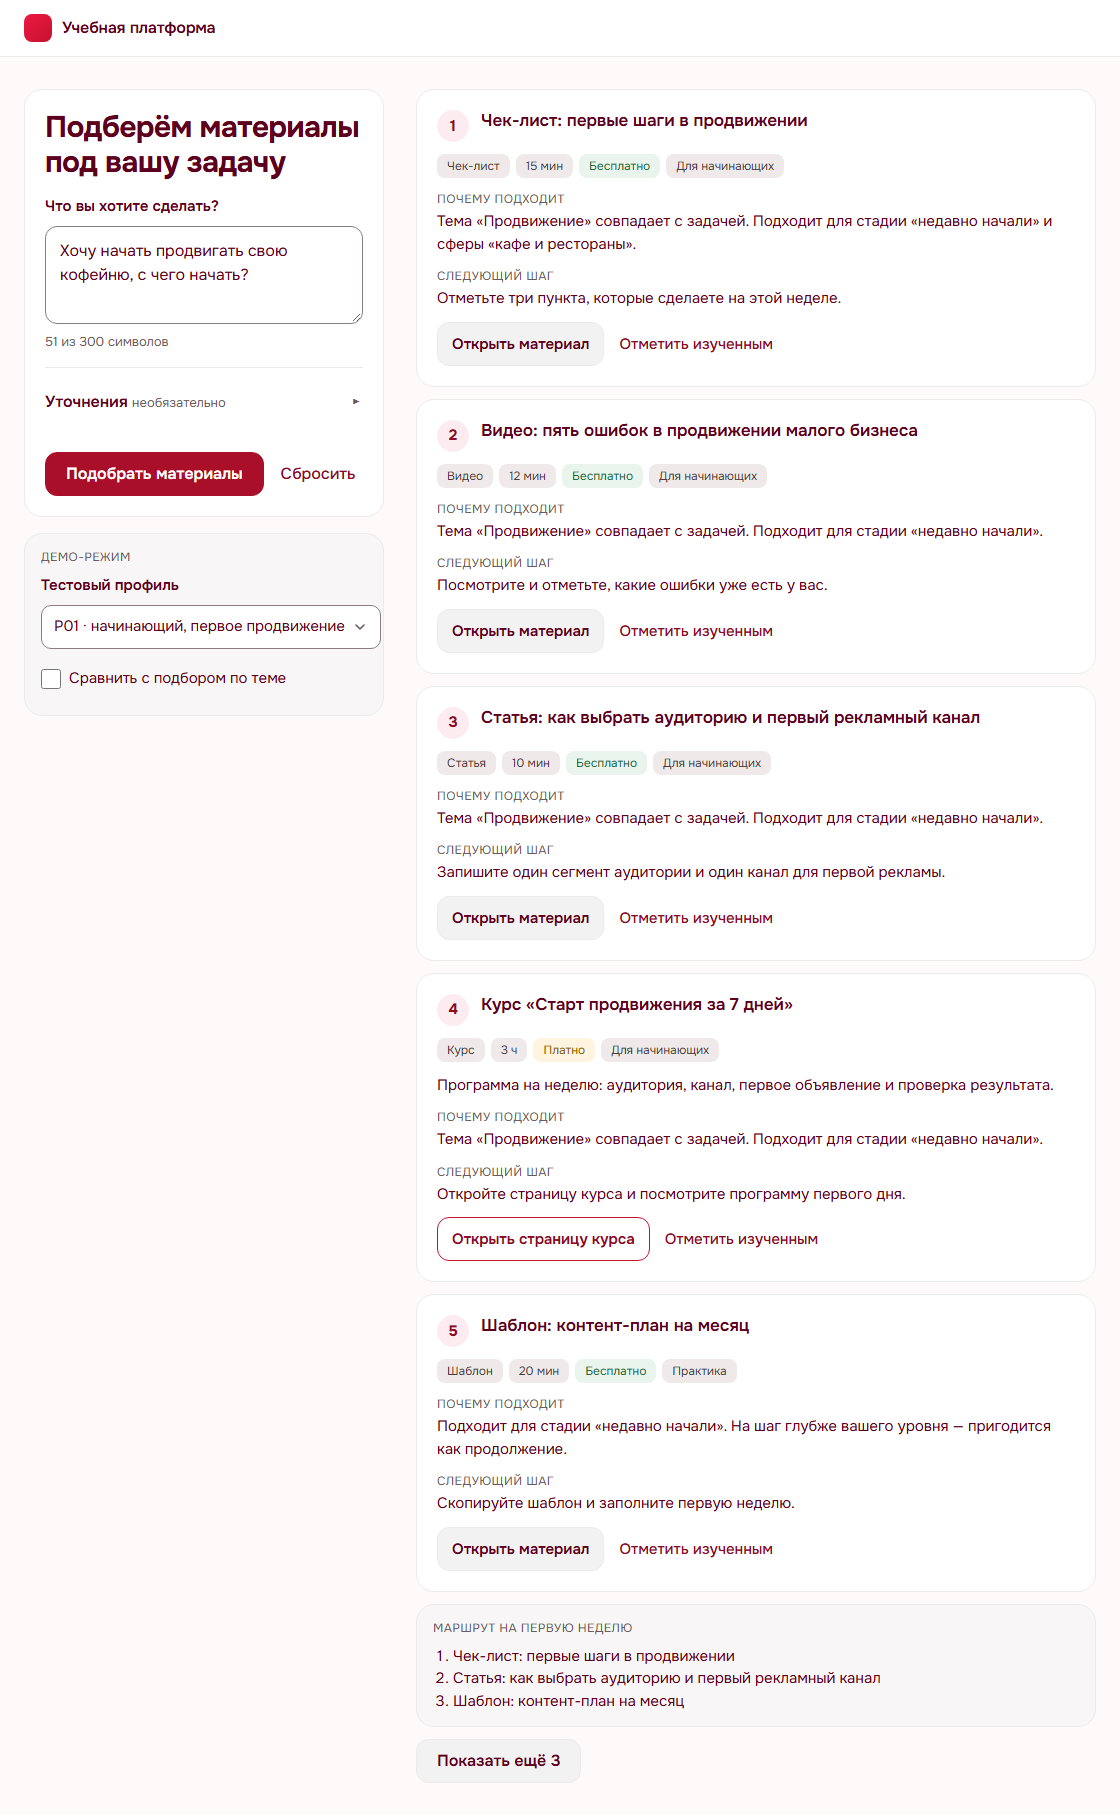 Учебная платформа
Подберём материалы
под вашу задачу
Что вы хотите сделать?
Хочу начать продвигать свою
кофейню, с чего начать?
51 из 300 символов
Уточнения необязательно
Подобрать материалы Сбросить
ДЕМО-РЕЖИМ
Тестовый профиль
P01 · начинающий, первое продвижение
Сравнить с подбором по теме
1 Чек-лист: первые шаги в продвижении
Чек-лист 15 мин Бесплатно Для начинающих
ПОЧЕМУ ПОДХОДИТ
Тема «Продвижение» совпадает с задачей. Подходит для стадии «недавно начали» и
сферы «кафе и рестораны».
СЛЕДУЮЩИЙ ШАГ
Отметьте три пункта, которые сделаете на этой неделе.
Открыть материал Отметить изученным
2 Видео: пять ошибок в продвижении малого бизнеса
Видео 12 мин Бесплатно Для начинающих
ПОЧЕМУ ПОДХОДИТ
Тема «Продвижение» совпадает с задачей. Подходит для стадии «недавно начали».
СЛЕДУЮЩИЙ ШАГ
Посмотрите и отметьте, какие ошибки уже есть у вас.
Открыть материал Отметить изученным
3 Статья: как выбрать аудиторию и первый рекламный канал
Статья 10 мин Бесплатно Для начинающих
ПОЧЕМУ ПОДХОДИТ
Тема «Продвижение» совпадает с задачей. Подходит для стадии «недавно начали».
СЛЕДУЮЩИЙ ШАГ
Запишите один сегмент аудитории и один канал для первой рекламы.
Открыть материал Отметить изученным
4 Курс «Старт продвижения за 7 дней»
Курс 3 ч Платно Для начинающих
Программа на неделю: аудитория, канал, первое объявление и проверка результата.
ПОЧЕМУ ПОДХОДИТ
Тема «Продвижение» совпадает с задачей. Подходит для стадии «недавно начали».
СЛЕДУЮЩИЙ ШАГ
Откройте страницу курса и посмотрите программу первого дня.
Открыть страницу курса Отметить изученным
5 Шаблон: контент-план на месяц
Шаблон 20 мин Бесплатно Практика
ПОЧЕМУ ПОДХОДИТ
Подходит для стадии «недавно начали». На шаг глубже вашего уровня — пригодится
как продолжение.
СЛЕДУЮЩИЙ ШАГ
Скопируйте шаблон и заполните первую неделю.
Открыть материал Отметить изученным
МАРШРУТ НА ПЕРВУЮ НЕДЕЛЮ
1. Чек-лист: первые шаги в продвижении
2. Статья: как выбрать аудиторию и первый рекламный канал
3. Шаблон: контент-план на месяц
Показать ещё 3